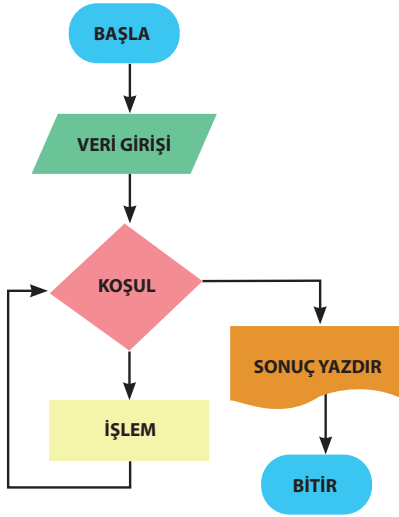 BAŞLA
VERİ GİRİŞİ
KOŞUL
İŞLEM
SONUÇ YAZDIR
BİTİR